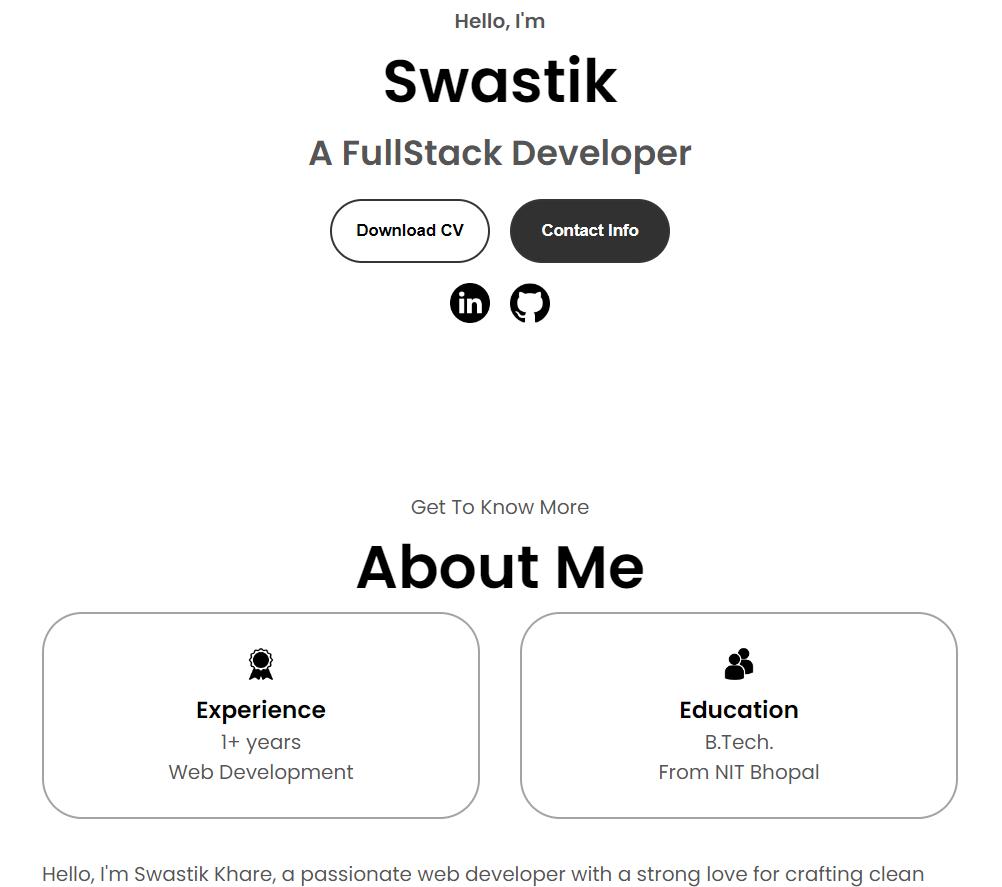 Hello, I'm
Swastik
A FullStack Developer
Download CV Contact Info
in
Get To Know More
About Me
Experience
1+ years
Web Development
Education
B.Tech.
From NIT Bhopal
Hello, I'm Swastik Khare, a passionate web developer with a strong love for crafting clean